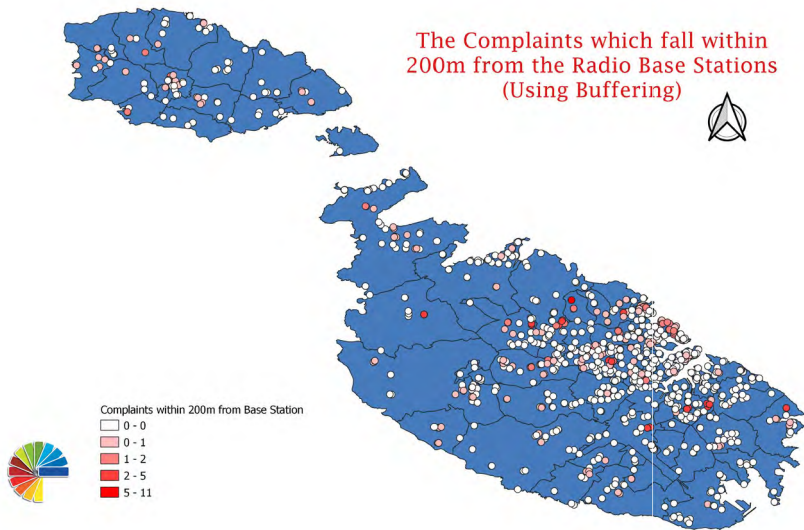 The Complaints which fall within
200m from the Radio Base Stations
(Using Buffering)
Complaints within 200m from Base Station
0 - 0
0 - 1
1 - 2
2 - 5
5 - 11